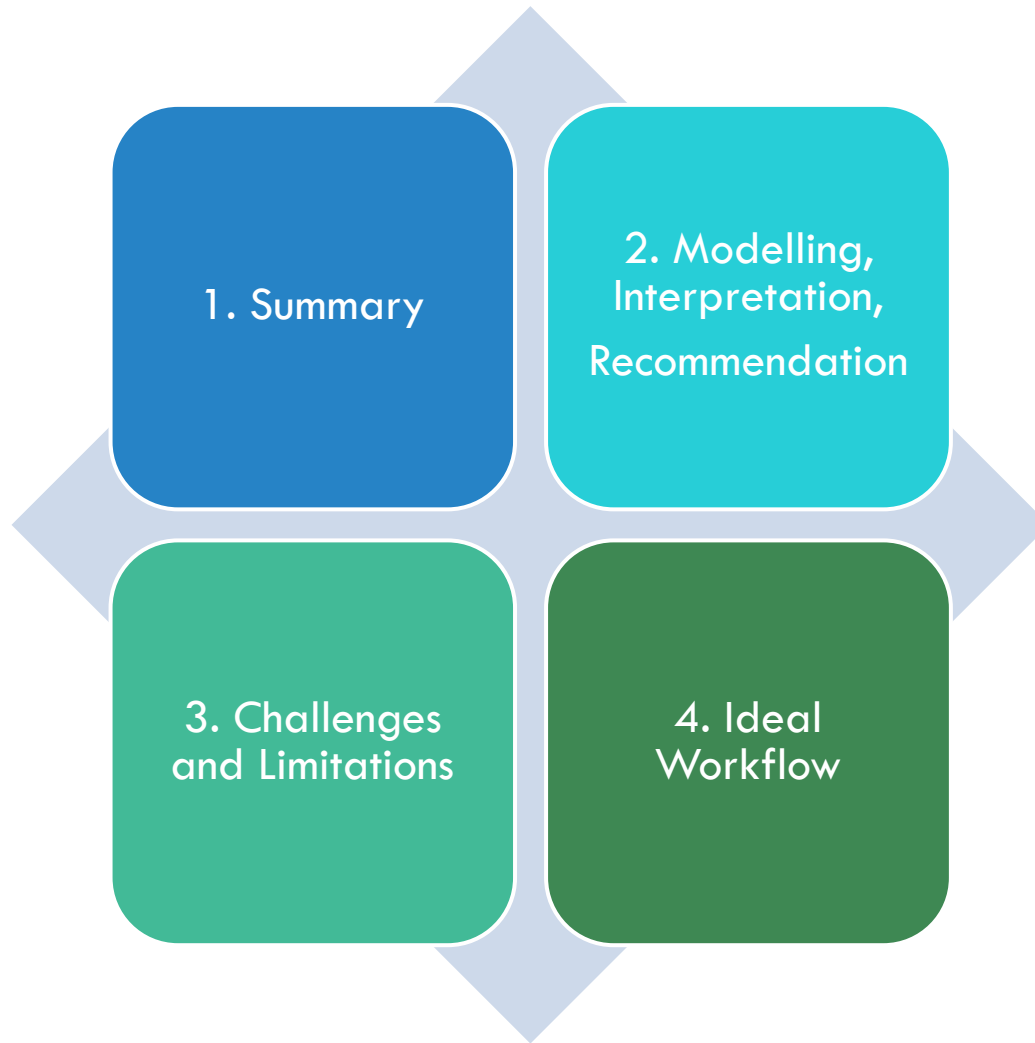 1. Summary
2. Modelling,
Interpretation,
Recommendation
3. Challenges
and Limitations
4. Ideal
Workflow